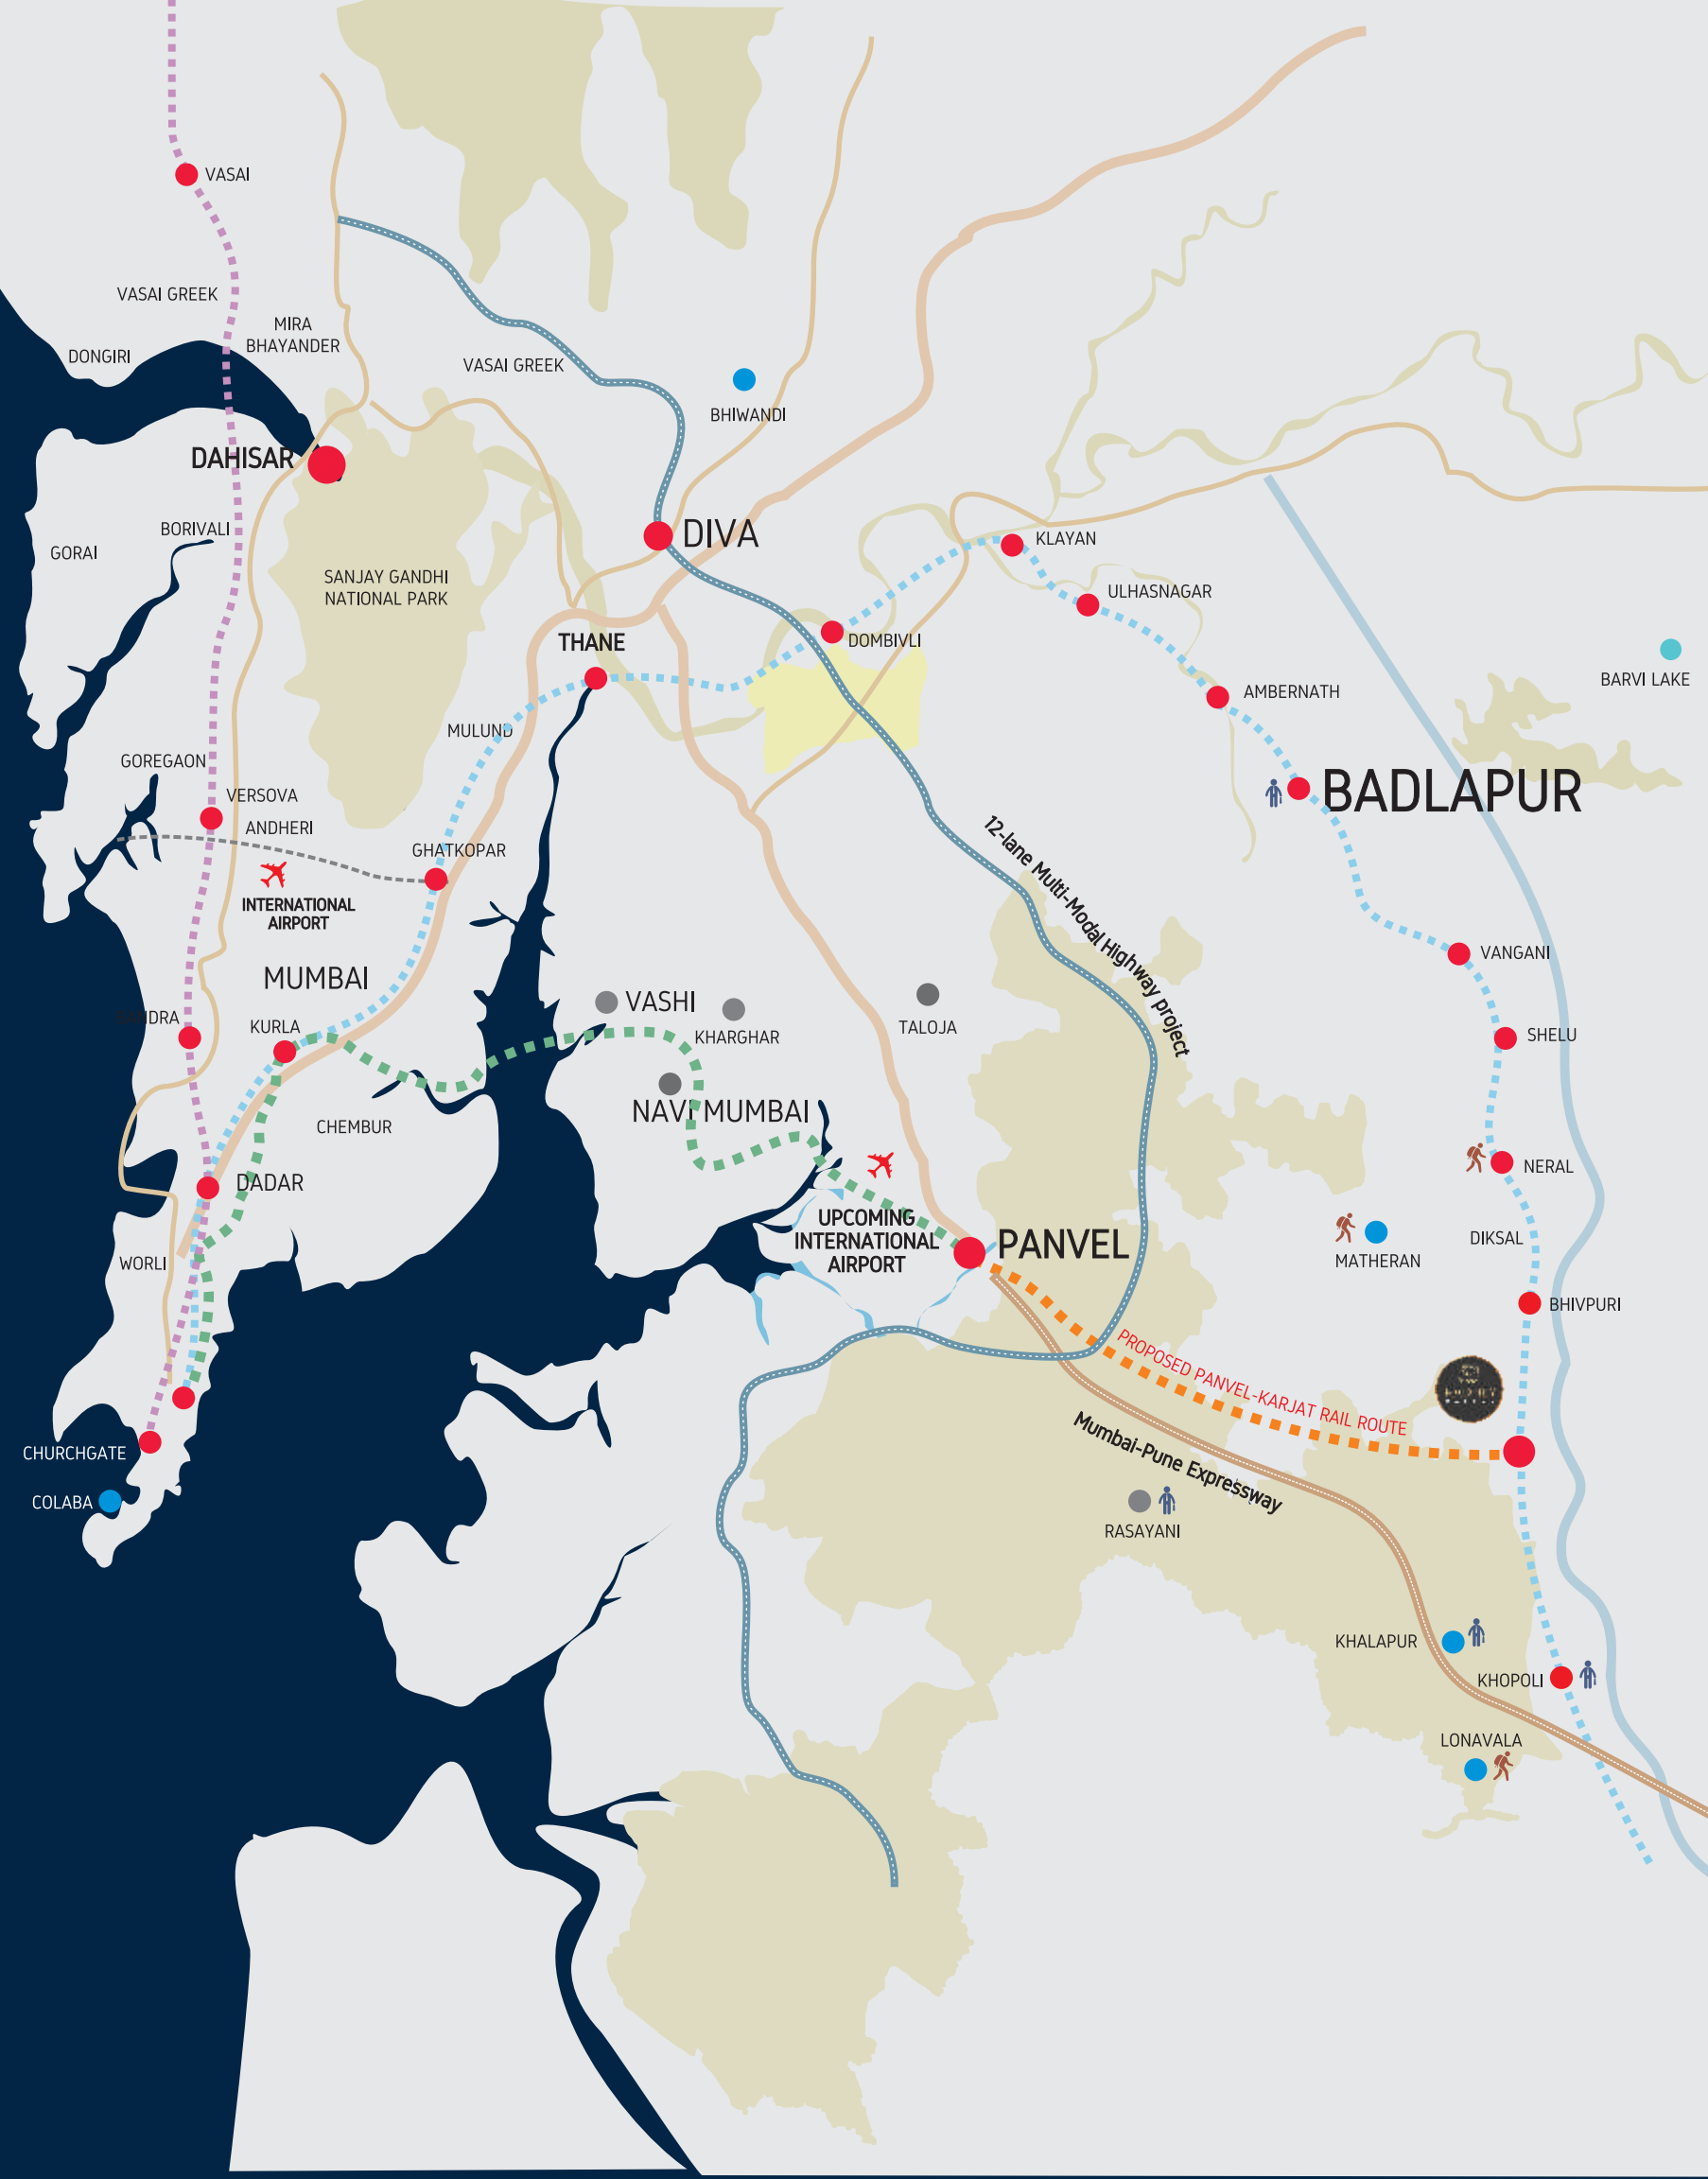 VASAI
VASAI GREEK
MIRA
BHAYANDER
DONGIRI
VASAI GREEK
BHIWANDI
DAHISAR
BORIVALI
GORAI
DIVA
KLAYAN
SANJAY GANDHI
NATIONAL PARK
ULHASNAGAR
THANE
DOMBIVLI
BARVI LAKE
AMBERNATH
MULUND
GOREGAON
BADLAPUR
VERSOVA
ANDHERI
GHATKOPAR
12-lane Multi-Modal Highway project
INTERNATIONAL
AIRPORT
VANGANI
MUMBAI
VASHI
KHARGHAR
TALOJA
KURLA
SHELU
NAVI MUMBAI
CHEMBUR
NERAL
DADAR
UPCOMING
INTERNATIONAL
AIRPORT
PANVEL
DIKSAL
MATHERAN
WORLI
BHIVPURI
PROPOSED PANVEL-KARJAT RAIL ROUTE
Mumbai-Pune Expressway
CHURCHGATE
COLABA
RASAYANI
KHALAPUR
KHOPOLI
LONAVALA